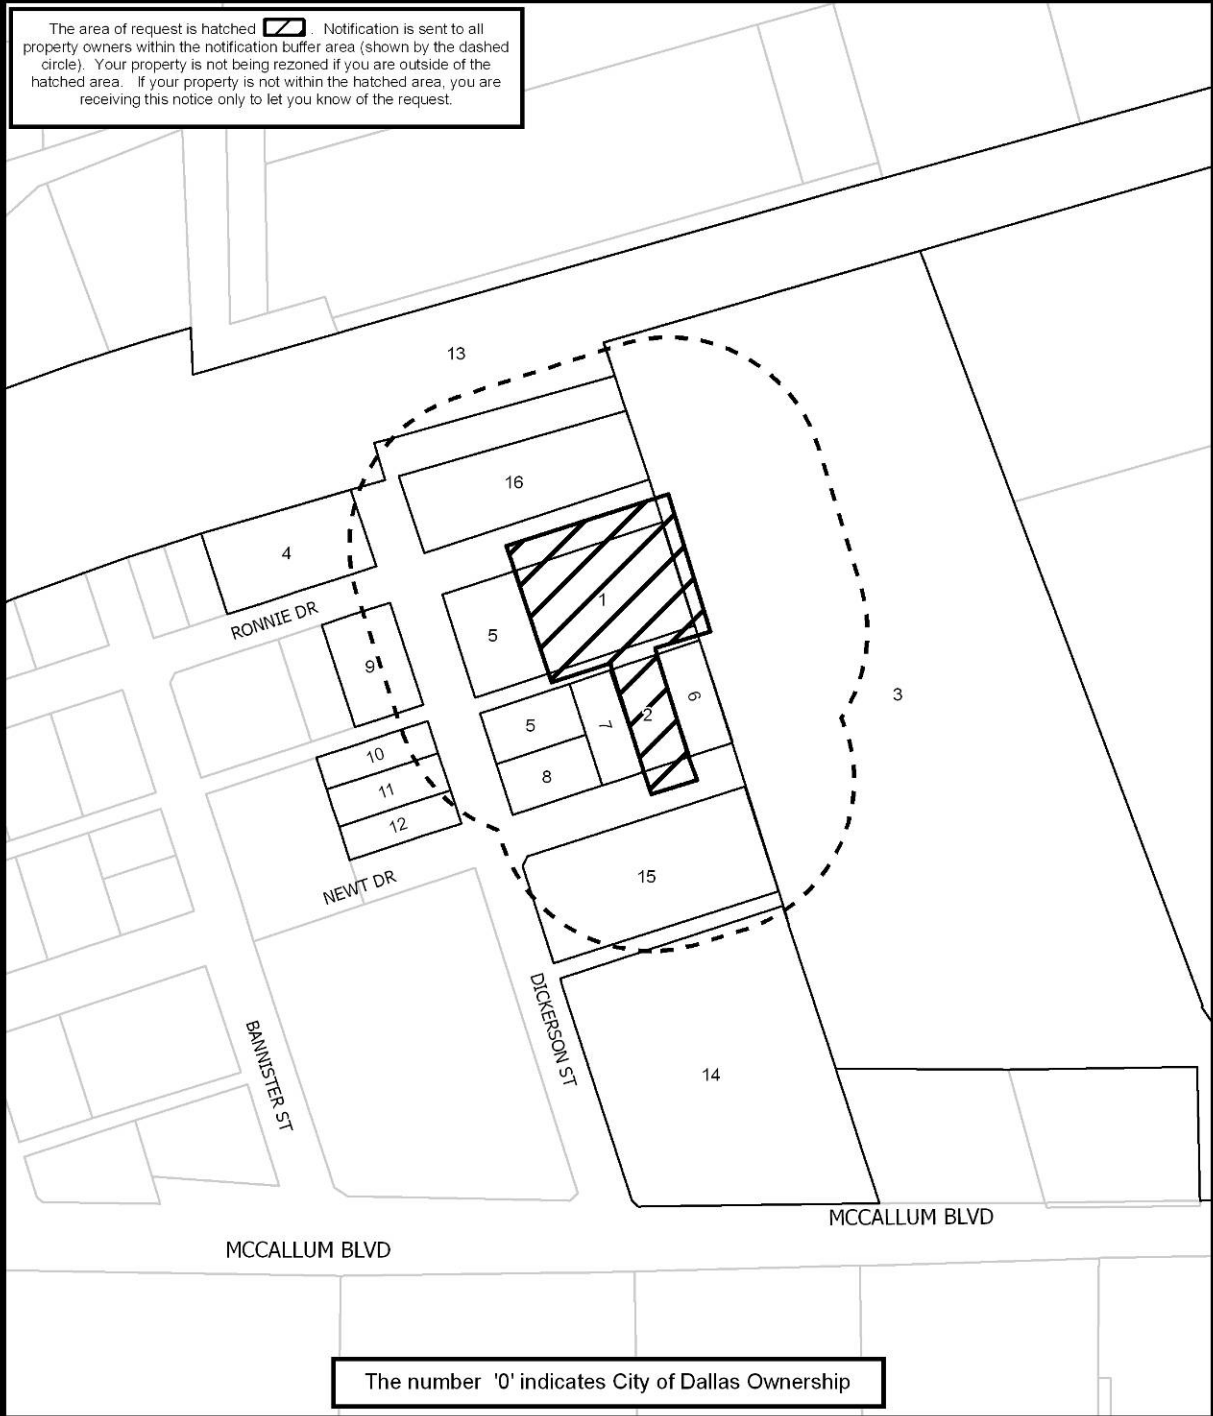 The area of request is hatched . Notification is sent to all
property owners within the notification buffer area (shown by the dashed
circle). Your property is not being rezoned if you are outside of the
hatched area. If your property is not within the hatched area, you are
receiving this notice only to let you know of the request.
13
16
4
1
RONNIE DR
5
9
3
6
2
7
5
10
8
11
12
15
NEWT DR
DICKERSON ST
BANNISTER ST
14
MCCALLUM BLVD
MCCALLUM BLVD
The number '0' indicates City of Dallas Ownership